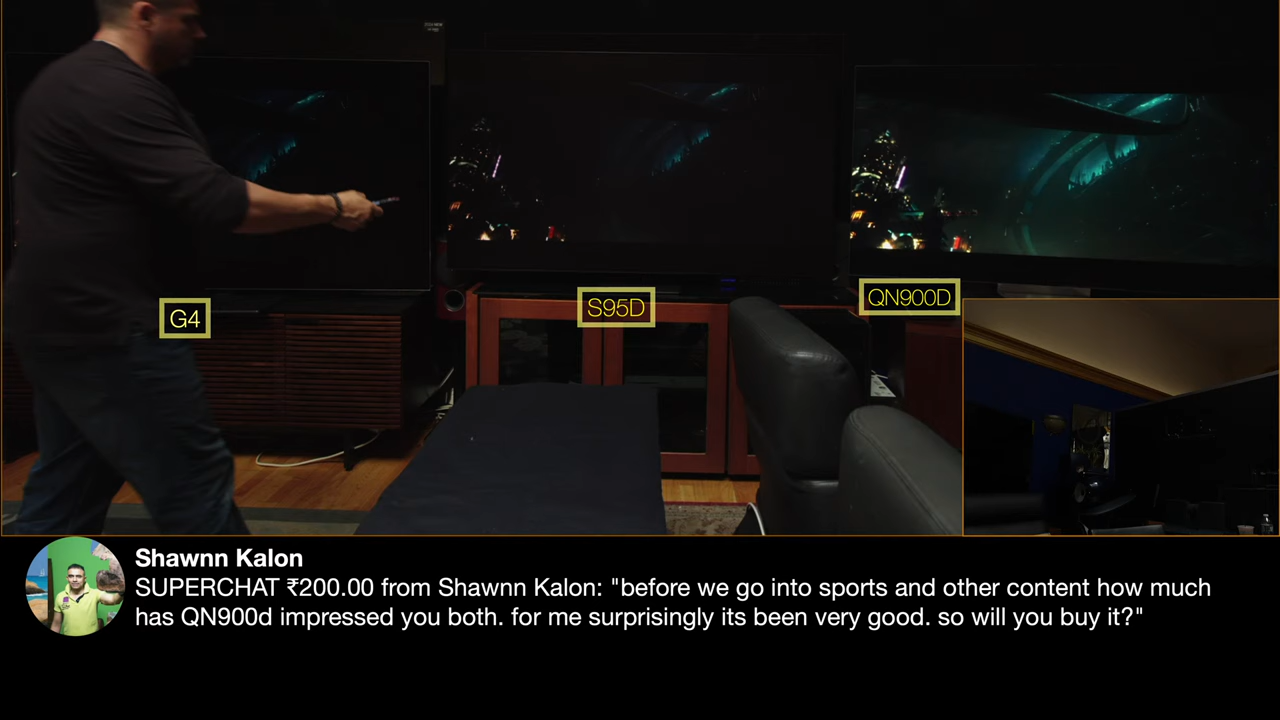 G4
S95D
QN900D
Shawnn Kalon
SUPERCHAT ₹200.00 from Shawnn Kalon: "before we go into sports and other content how much
has QN900d impressed you both. for me surprisingly its been very good. so will you buy it?"